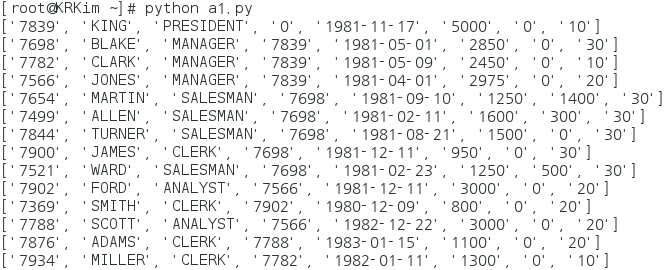 [root@KRKim ~]# python a1.py
['7839', 'KING', 'PRESIDENT', '0', '1981-11-17', '5000', '0', '10']
['7698', 'BLAKE', 'MANAGER', '7839', '1981-05-01', '2850', '0', '30']
['7782', 'CLARK', 'MANAGER', '7839', '1981-05-09', '2450', '0', '10']
['7566', 'JONES', 'MANAGER', '7839', '1981-04-01', '2975', '0', '20']
['7654', 'MARTIN', 'SALESMAN', '7698', '1981-09-10', '1250', '1400', '30']
['7499', 'ALLEN', 'SALESMAN', '7698', '1981-02-11', '1600', '300', '30']
['7844', 'TURNER', 'SALESMAN', '7698', '1981-08-21', '1500', '0', '30']
['7900', 'JAMES', 'CLERK', '7698', '1981-12-11', '950', '0', '30']
['7521', 'WARD', 'SALESMAN', '7698', '1981-02-23', '1250', '500', '30']
['7902', 'FORD', 'ANALYST', '7566', '1981-12-11', '3000', '0', '20']
['7369', 'SMITH', 'CLERK', '7902', '1980-12-09', '800', '0', '20']
['7788', 'SCOTT', 'ANALYST', '7566', '1982-12-22', '3000', '0', '20']
['7876', 'ADAMS', 'CLERK', '7788', '1983-01-15', '1100', '0', '20']
['7934', 'MILLER', 'CLERK', '7782', '1982-01-11', '1300', '0', '10']